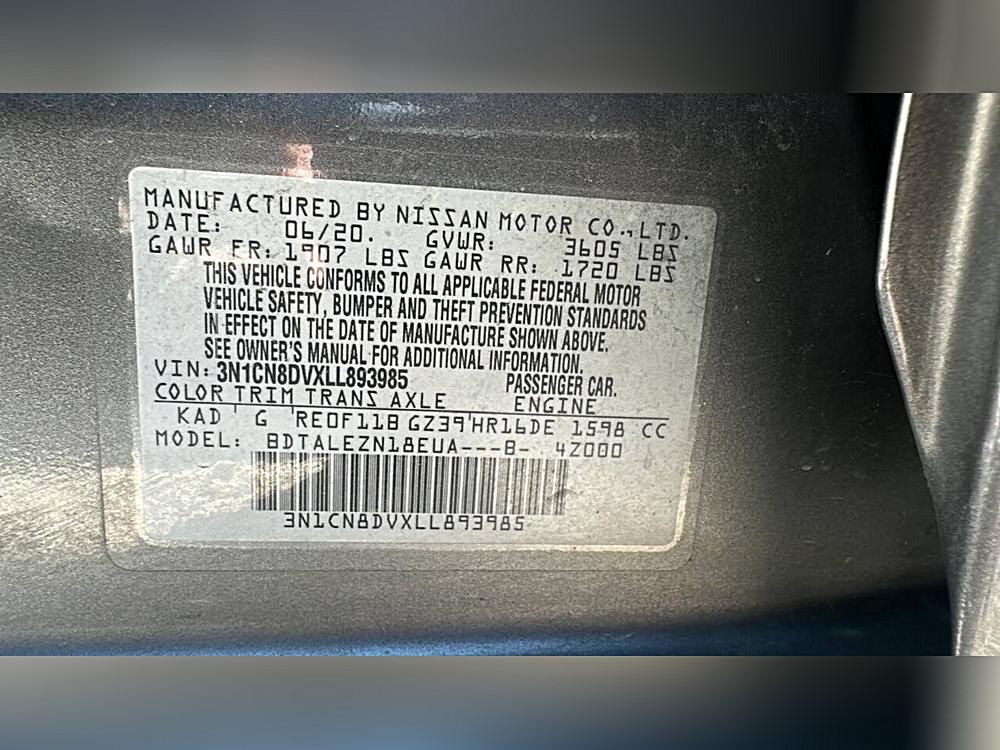 MANUFACTURED BY NISSAN MOTOR CO., LTD.
DATE: 06/20. GVWR: 3605 LBS
GAWR FR: 1907 LBS GAWR RR: 1720 LBS
THIS VEHICLE CONFORMS TO ALL APPLICABLE FEDERAL MOTOR
VEHICLE SAFETY, BUMPER AND THEFT PREVENTION STANDARDS
IN EFFECT ON THE DATE OF MANUFACTURE SHOWN ABOVE.
SEE OWNER'S MANUAL FOR ADDITIONAL INFORMATION.
VIN: 3N1CN8DVXLL893985 PASSENGER CAR.
COLOR TRIM TRANS AXLE ENGINE
KAD G RE0F11B GZ39 HR16DE 1598 CC
MODEL: BDTALEZN18EUA---B- 4Z000
3N1CN8DVXLL893985